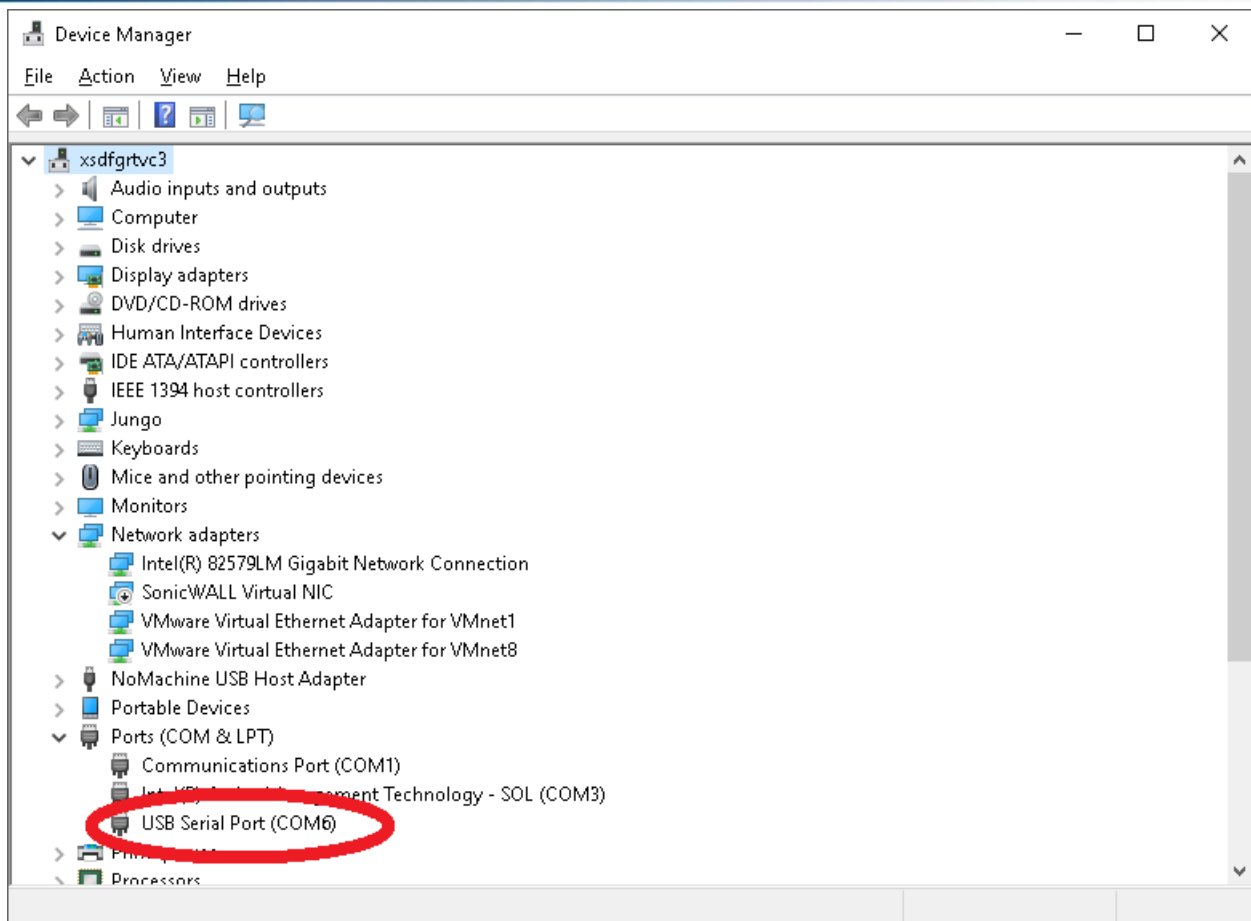 Device Manager
File Action View Help
xsdfgrtvc3
Audio inputs and outputs
Computer
Disk drives
Display adapters
DVD/CD-ROM drives
Human Interface Devices
IDE ATA/ATAPI controllers
IEEE 1394 host controllers
Jungo
Keyboards
Mice and other pointing devices
Monitors
Network adapters
Intel(R) 82579LM Gigabit Network Connection
SonicWALL Virtual NIC
VMware Virtual Ethernet Adapter for VMnet1
VMware Virtual Ethernet Adapter for VMnet8
NoMachine USB Host Adapter
Portable Devices
Ports (COM & LPT)
Communications Port (COM1)
Technology - SOL (COM3)
USB Serial Port (COM6)
Processors